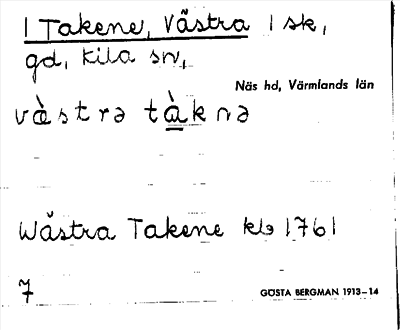 1 Takene, Västra 1 sk,
gd, Kila sn,
Näs hd, Värmlands län
vàstrə tàknə
Wästra Takene kb 1761
7 GÖSTA BERGMAN 1913–14